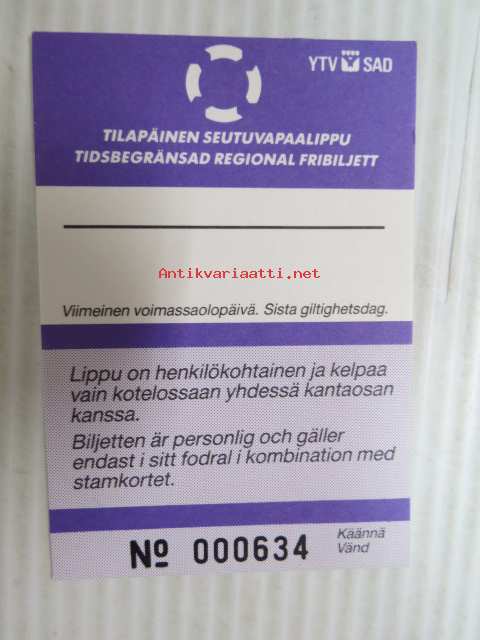 YTV SAD
TILAPÄINEN SEUTUVAPAALIPPU
TIDSBEGRÄNSAD REGIONAL FRIBILJETT
Antikvariaatti.net
Viimeinen voimassaolopäivä. Sista giltighetsdag.
Lippu on henkilökohtainen ja kelpaa
vain kotelossaan yhdessä kantaosan
kanssa.
Biljetten är personlig och gäller
endast i sitt fodral i kombination med
stamkortet.
Nº 000634
Käännä
Vänd